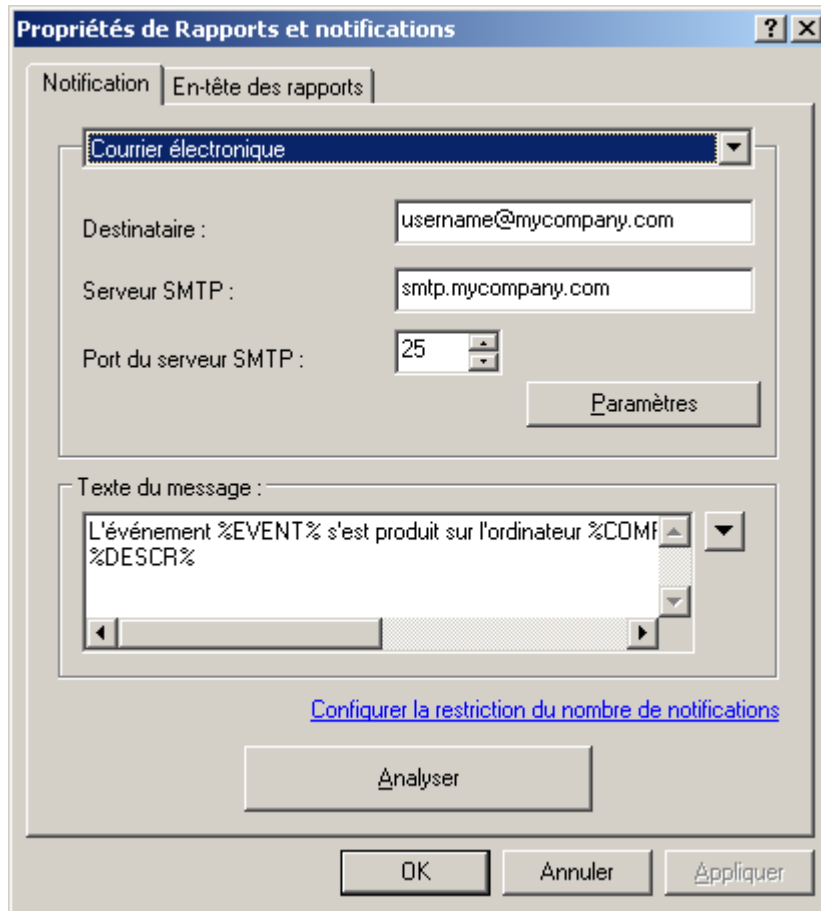 Propriétés de Rapports et notifications
Notification
En-tête des rapports
Courrier électronique
Destinataire :
username@mycompany.com
Serveur SMTP :
smtp.mycompany.com
Port du serveur SMTP :
25
Paramètres
Texte du message :
L'événement %EVENT% s'est produit sur l'ordinateur
%DESCR%
Configurer la restriction du nombre de notifications
Analyser
OK
Annuler
Appliquer